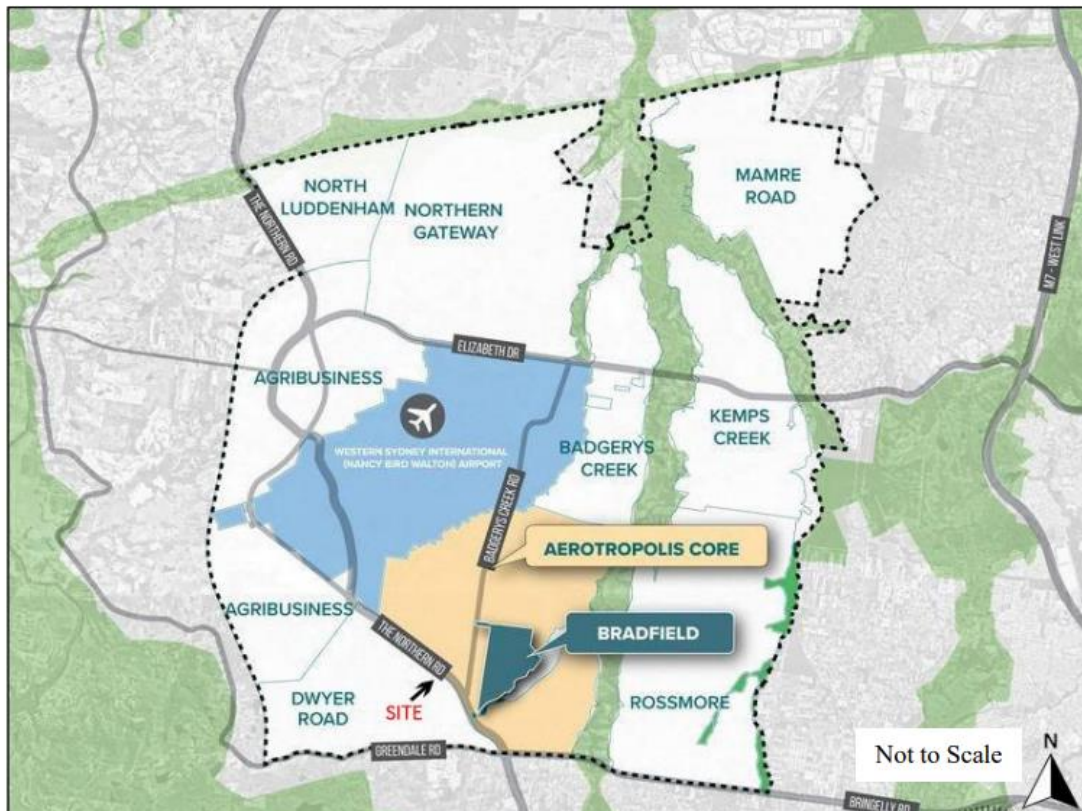 NORTH
LUDDENHAM
NORTHERN
GATEWAY
MAMRE
ROAD
THE NORTHERN RD
M7 - WEST LINK
ELIZABETH DR
AGRIBUSINESS
WESTERN SYDNEY INTERNATIONAL
(NANCY BIRD WALTON) AIRPORT
BADGERYS
CREEK
KEMPS
CREEK
BADGERYS CREEK RD
AEROTROPOLIS CORE
AGRIBUSINESS
THE NORTHERN RD
BRADFIELD
DWYER
ROAD
SITE
ROSSMORE
GREENDALE RD
Not to Scale
N
BRINGELLY RD